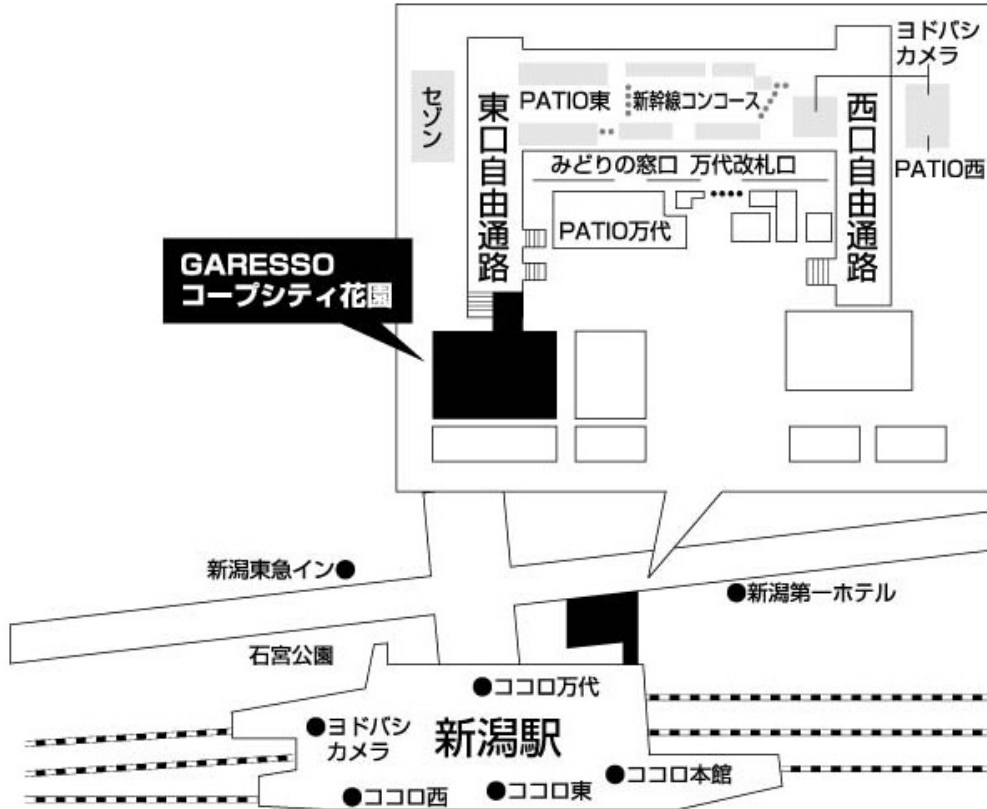 ヨドバシ
カメラ
セゾン
東口自由通路
PATIO東
新幹線コンコース
西口自由通路
PATIO西
みどりの窓口 万代改札口
PATIO万代
GARESSO
コープシティ花園
新潟東急イン
新潟第一ホテル
石宮公園
ココロ万代
ヨドバシ
カメラ
新潟駅
ココロ本館
ココロ西
ココロ東